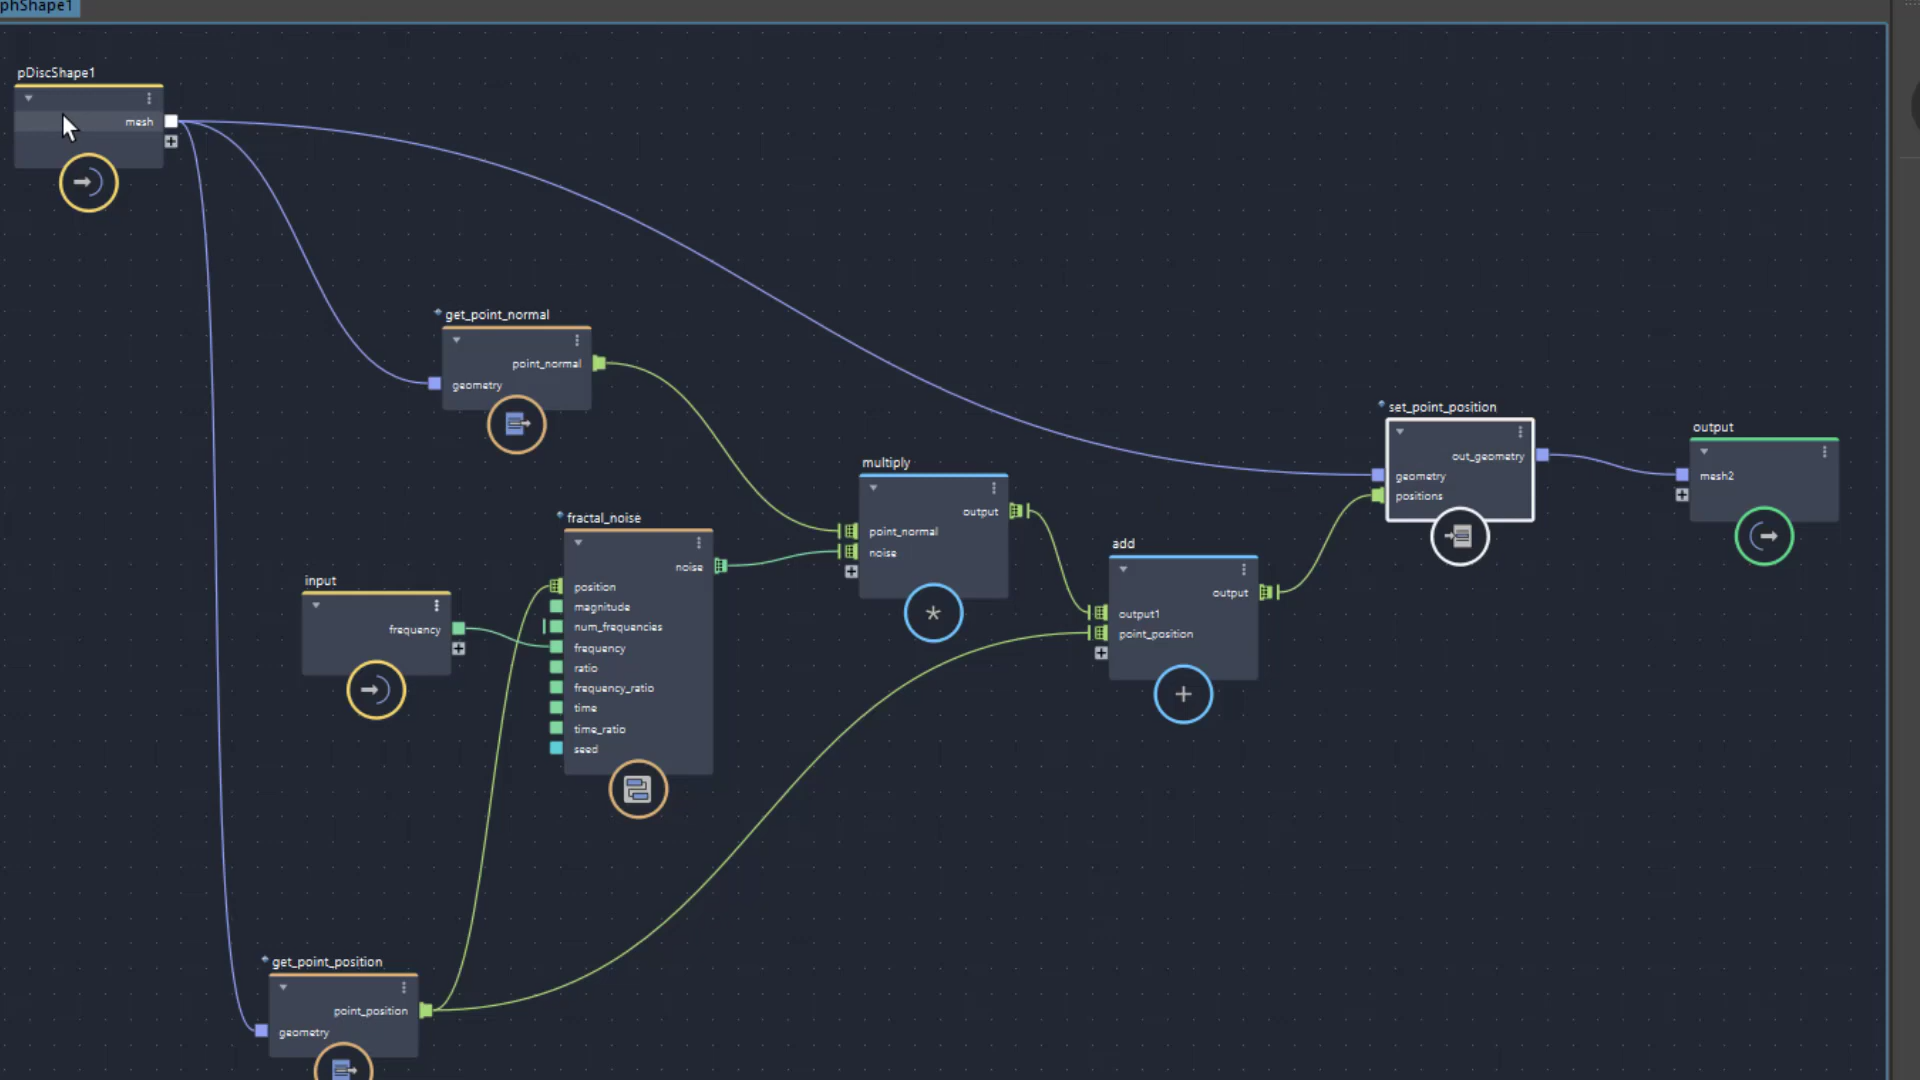 phShape1
pDiscShape1
mesh
get_point_normal
point_normal
geometry
set_point_position
out_geometry
geometry
positions
output
mesh2
multiply
output
point_normal
noise
fractal_noise
noise
position
magnitude
num_frequencies
frequency
ratio
frequency_ratio
time
time_ratio
seed
add
output
output1
point_position
input
frequency
get_point_position
point_position
geometry